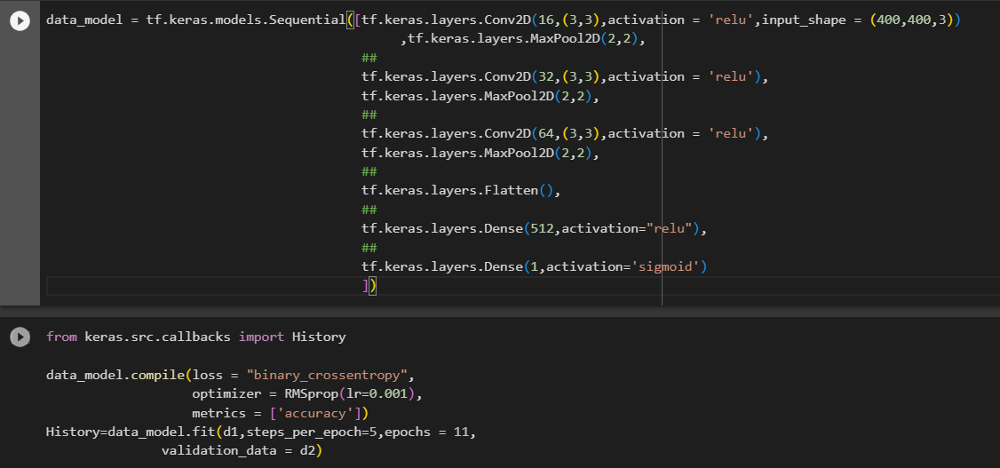 data_model = tf.keras.models.Sequential([tf.keras.layers.Conv2D(16,(3,3),activation = 'relu',input_shape = (400,400,3))
,tf.keras.layers.MaxPool2D(2,2),
##
tf.keras.layers.Conv2D(32,(3,3),activation = 'relu'),
tf.keras.layers.MaxPool2D(2,2),
##
tf.keras.layers.Conv2D(64,(3,3),activation = 'relu'),
tf.keras.layers.MaxPool2D(2,2),
##
tf.keras.layers.Flatten(),
##
tf.keras.layers.Dense(512,activation="relu"),
##
tf.keras.layers.Dense(1,activation='sigmoid')
])
from keras.src.callbacks import History
data_model.compile(loss = "binary_crossentropy",
optimizer = RMSprop(lr=0.001),
metrics = ['accuracy'])
History=data_model.fit(d1,steps_per_epoch=5,epochs = 11,
validation_data = d2)